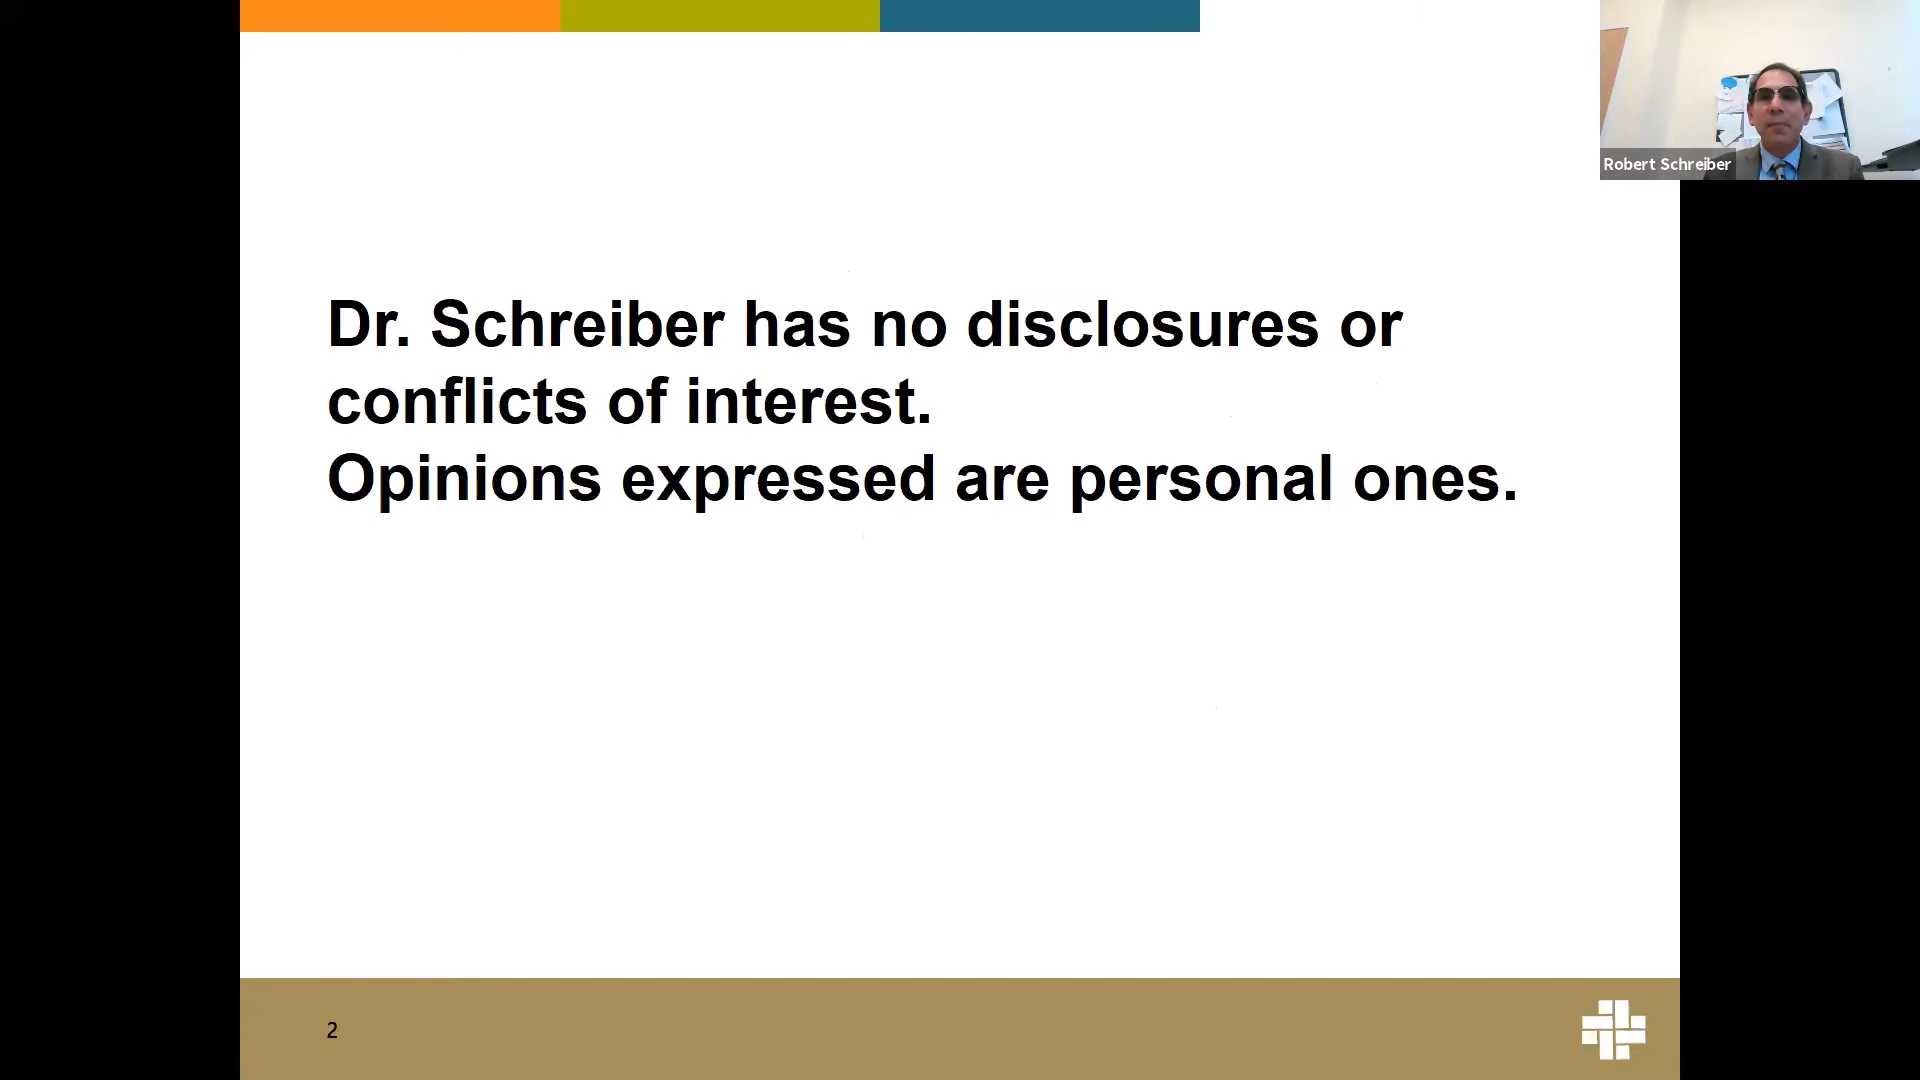 Robert Schreiber
Dr. Schreiber has no disclosures or
conflicts of interest.
Opinions expressed are personal ones.
2